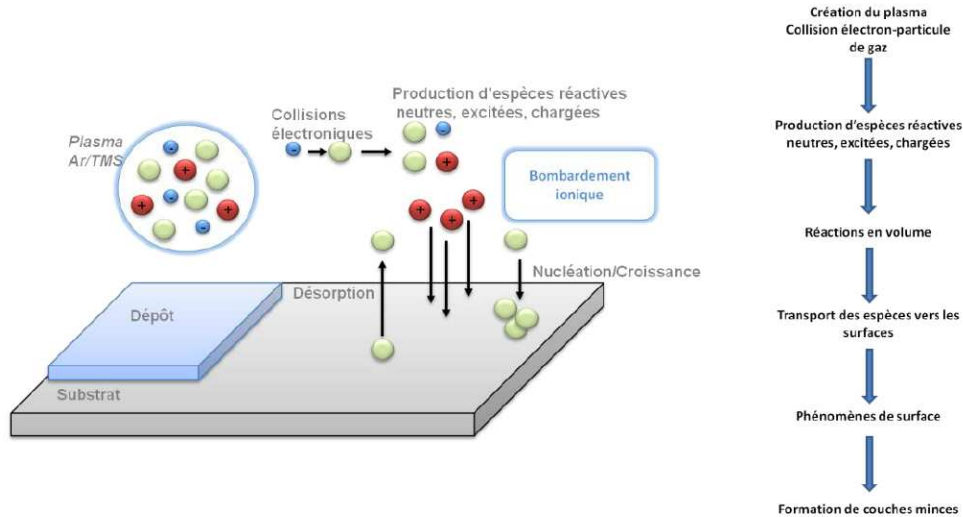 Plasma
Ar/TMS
Collisions
électroniques
Production d'espèces réactives
neutres, excitées, chargées
Bombardement
ionique
Désorption
Nucléation/Croissance
Dépôt
Substrat
Création du plasma
Collision électron-particule
de gaz
Production d'espèces réactives
neutres, excitées, chargées
Réactions en volume
Transport des espèces vers les
surfaces
Phénomènes de surface
Formation de couches minces